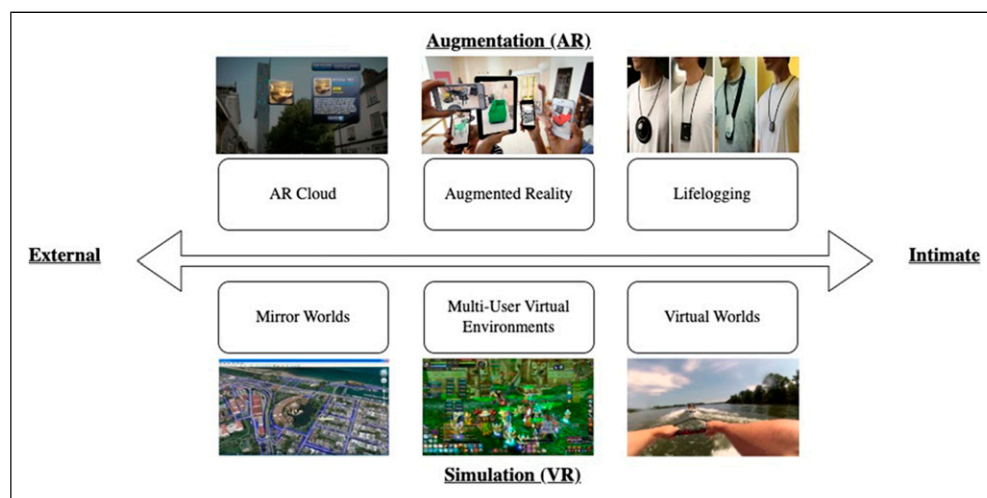 Augmentation (AR)
AR Cloud
Augmented Reality
Lifelogging
External
Intimate
Mirror Worlds
Multi-User Virtual
Environments
Virtual Worlds
Simulation (VR)